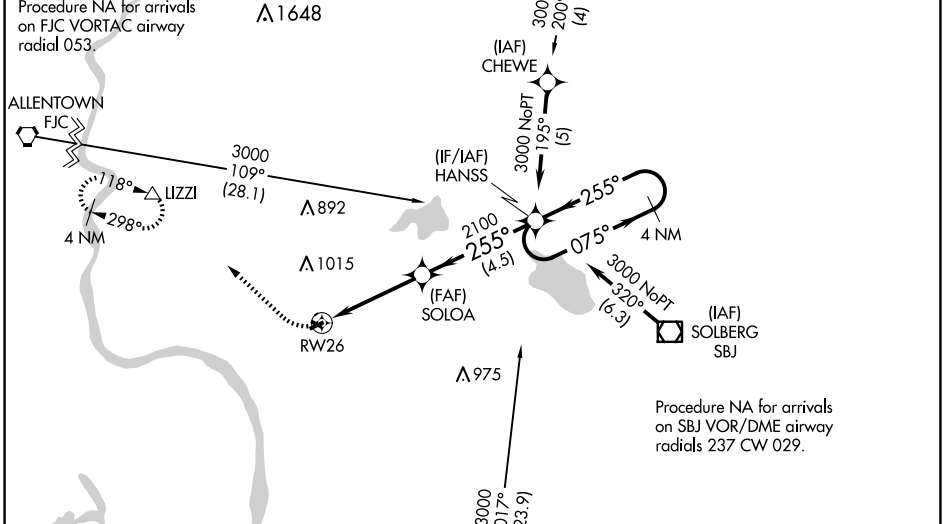 Procedure NA for arrivals
on FJC VORTAC airway
radial 053.
1648
3000
200°
(4)
(IAF)
CHEWE
ALLENTOWN
FJC
3000 NoPT
195°
(5)
3000
109°
(28.1)
(IF/IAF)
HANSS
118°
LIZZI
298°
4 NM
892
255°
075°
4 NM
2100
255°
(4.5)
1015
3000 NoPT
320°
(6.3)
(FAF)
SOLOA
(IAF)
SOLBERG
SBJ
RW26
975
Procedure NA for arrivals
on SBJ VOR/DME airway
radials 237 CW 029.
3000
017°
23.9)